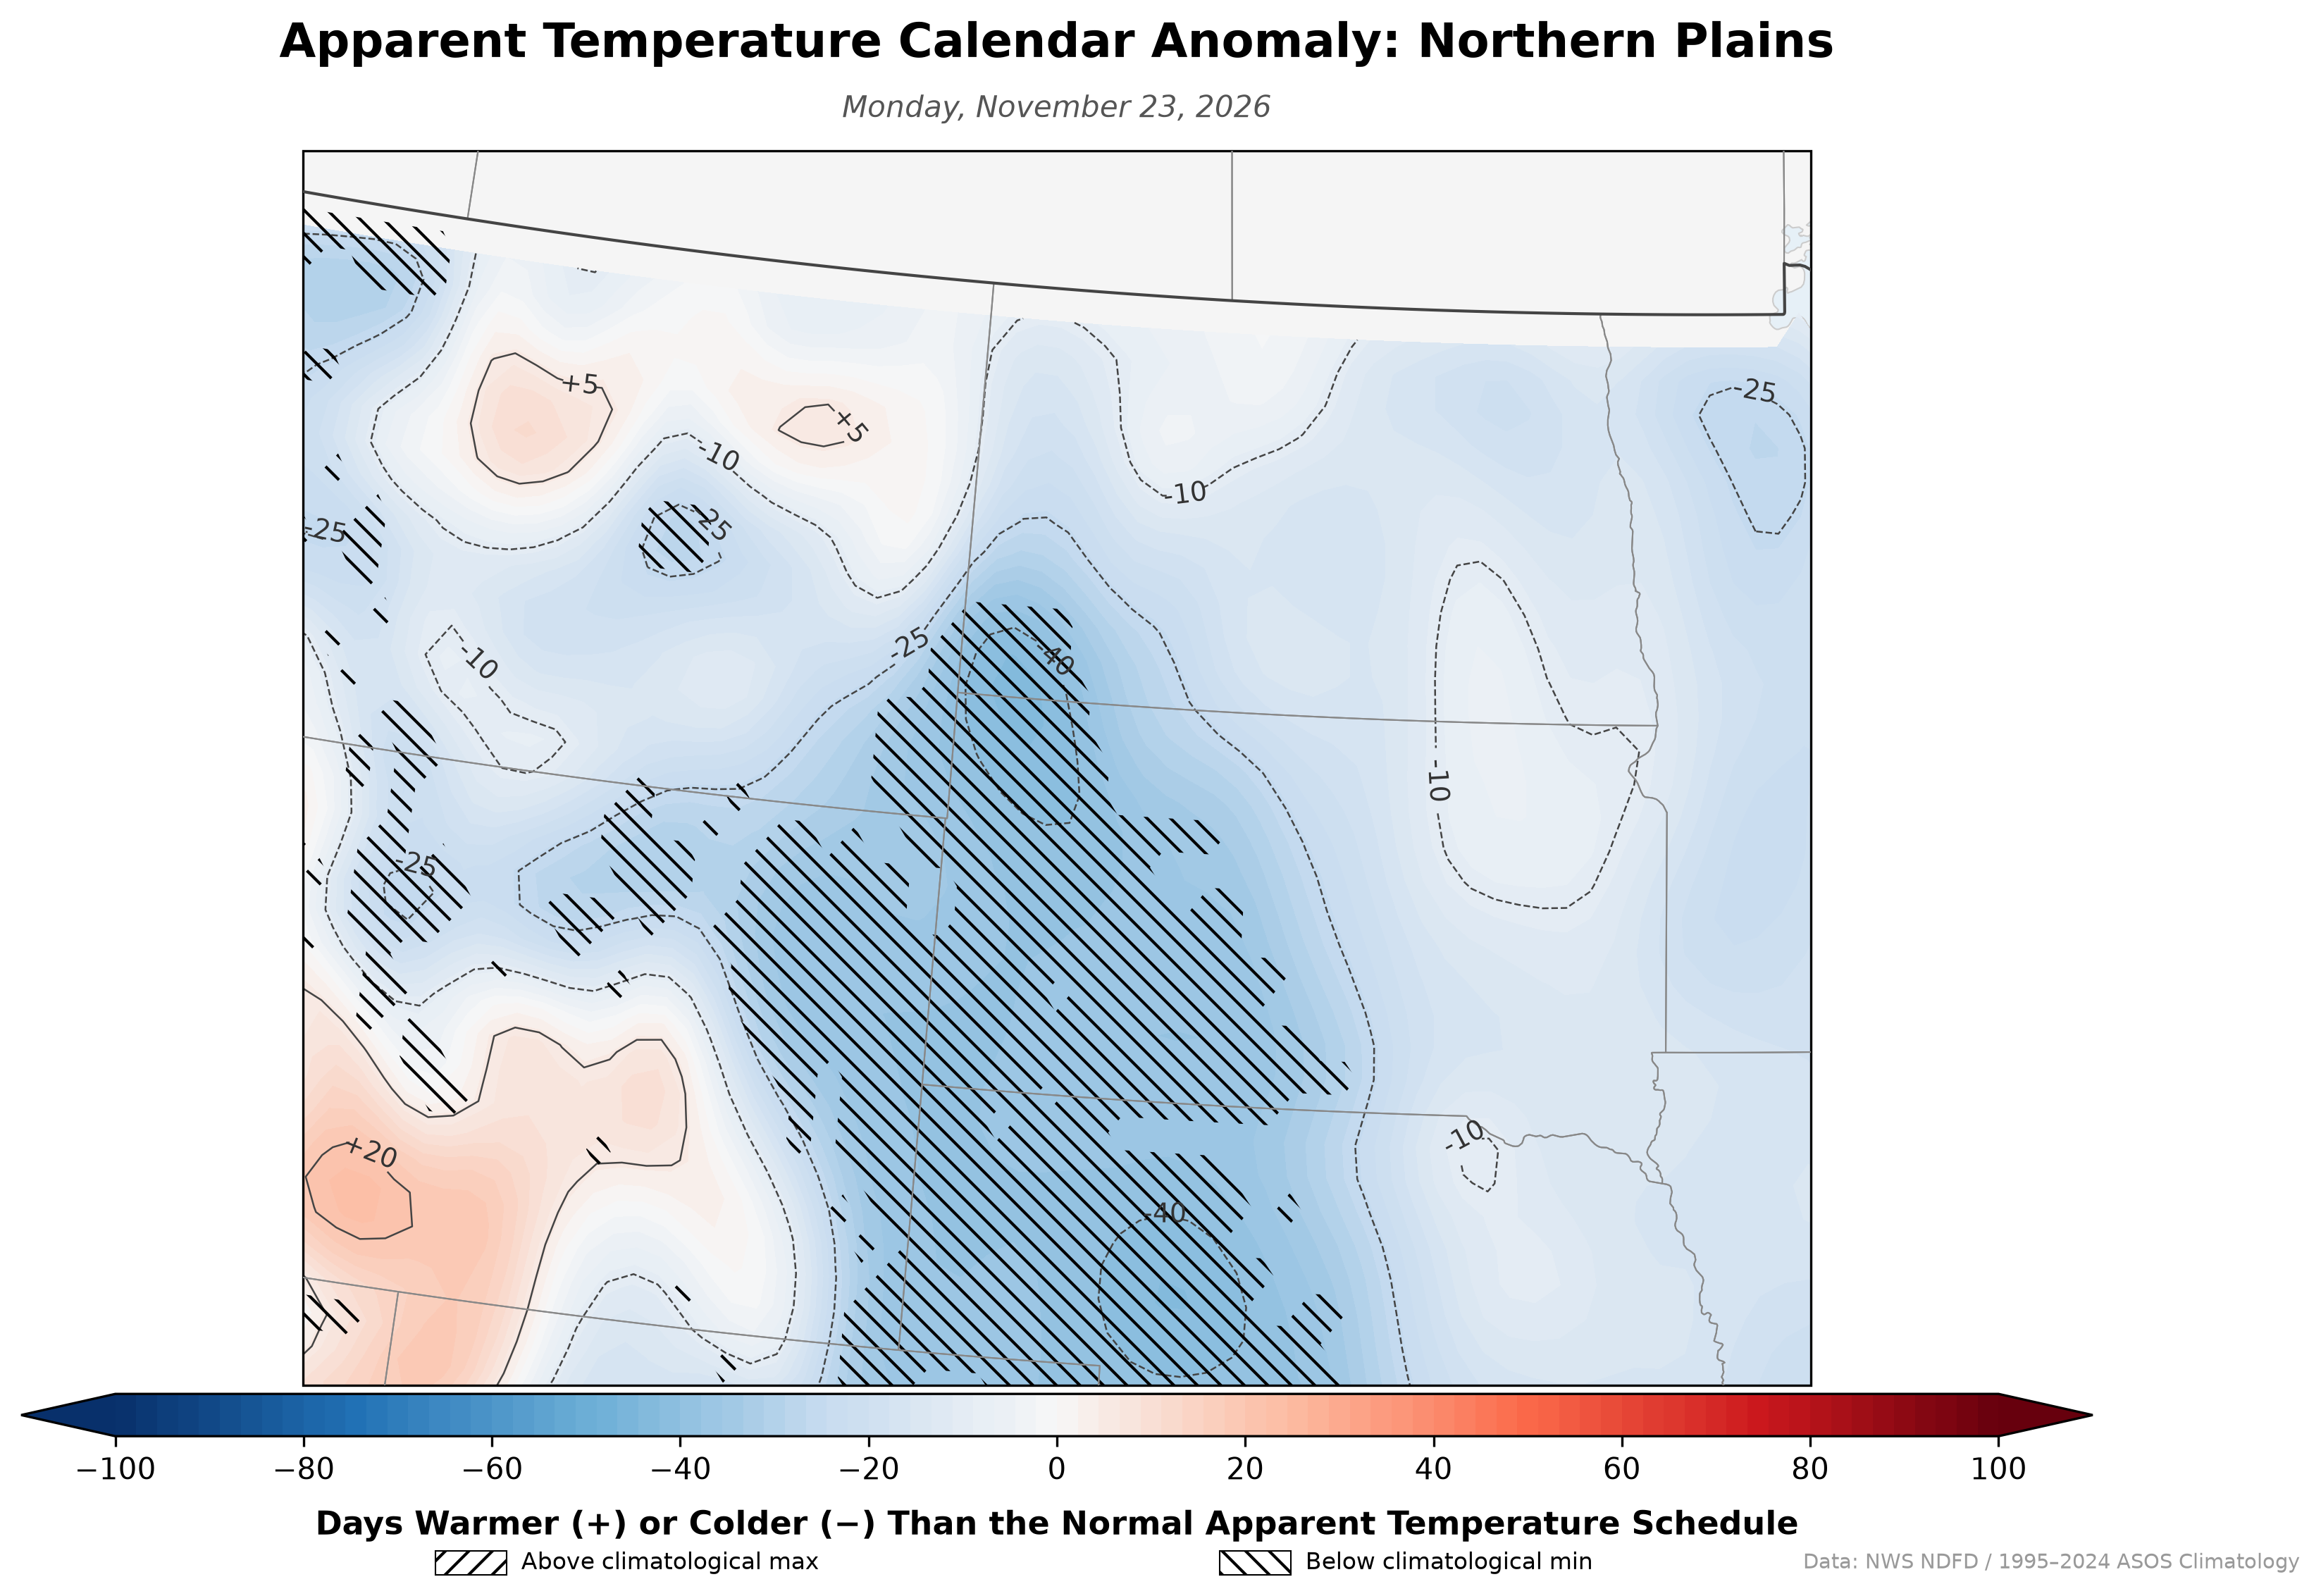 Apparent Temperature Calendar Anomaly: Northern Plains
Monday, November 23, 2026
+5
-25
+5
-10
-10
-25
-25
-25
-40
-10
-10
-25
-10
+20
-40
−100 −80 −60 −40 −20 0 20 40 60 80 100
Days Warmer (+) or Colder (−) Than the Normal Apparent Temperature Schedule
Above climatological max
Below climatological min
Data: NWS NDFD / 1995–2024 ASOS Climatology